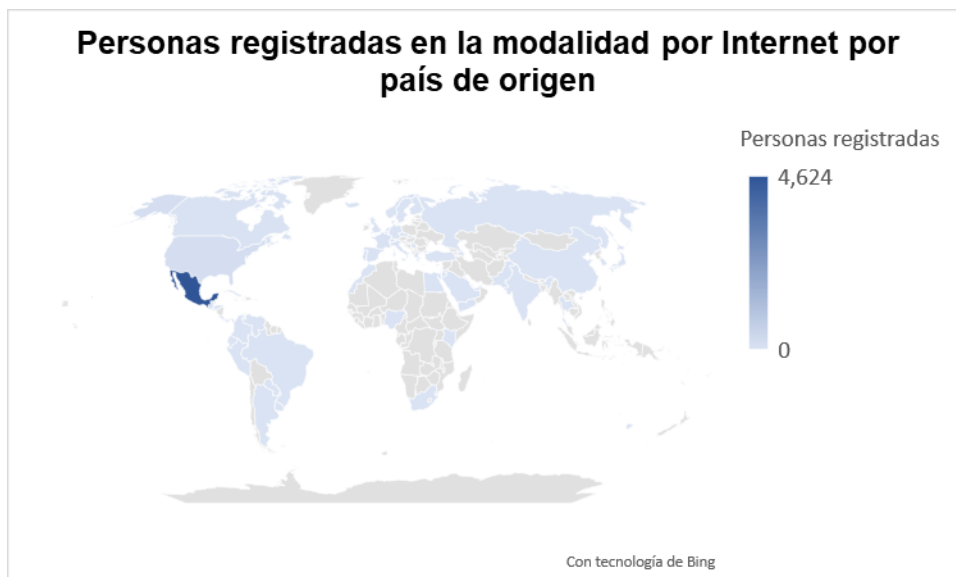 Personas registradas en la modalidad por Internet por
país de origen
Personas registradas
4,624
0
Con tecnología de Bing